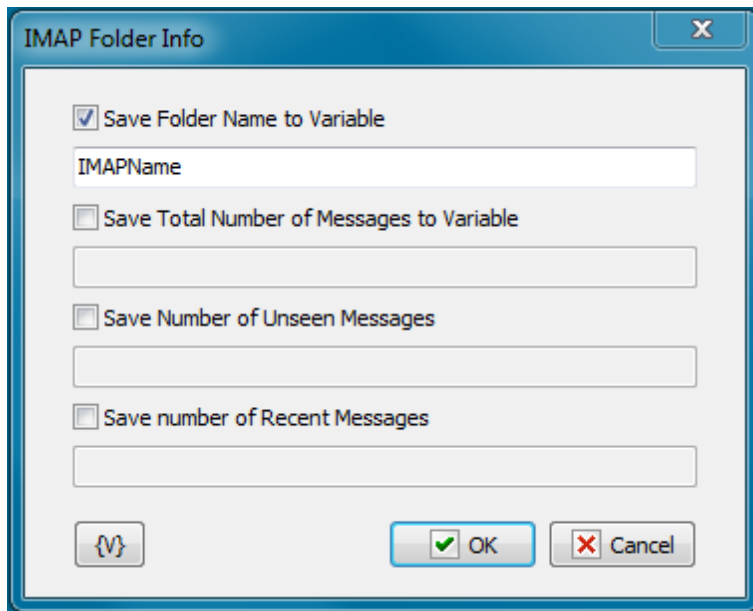 IMAP Folder Info
Save Folder Name to Variable
IMAPName
Save Total Number of Messages to Variable
Save Number of Unseen Messages
Save number of Recent Messages
{V} OK Cancel